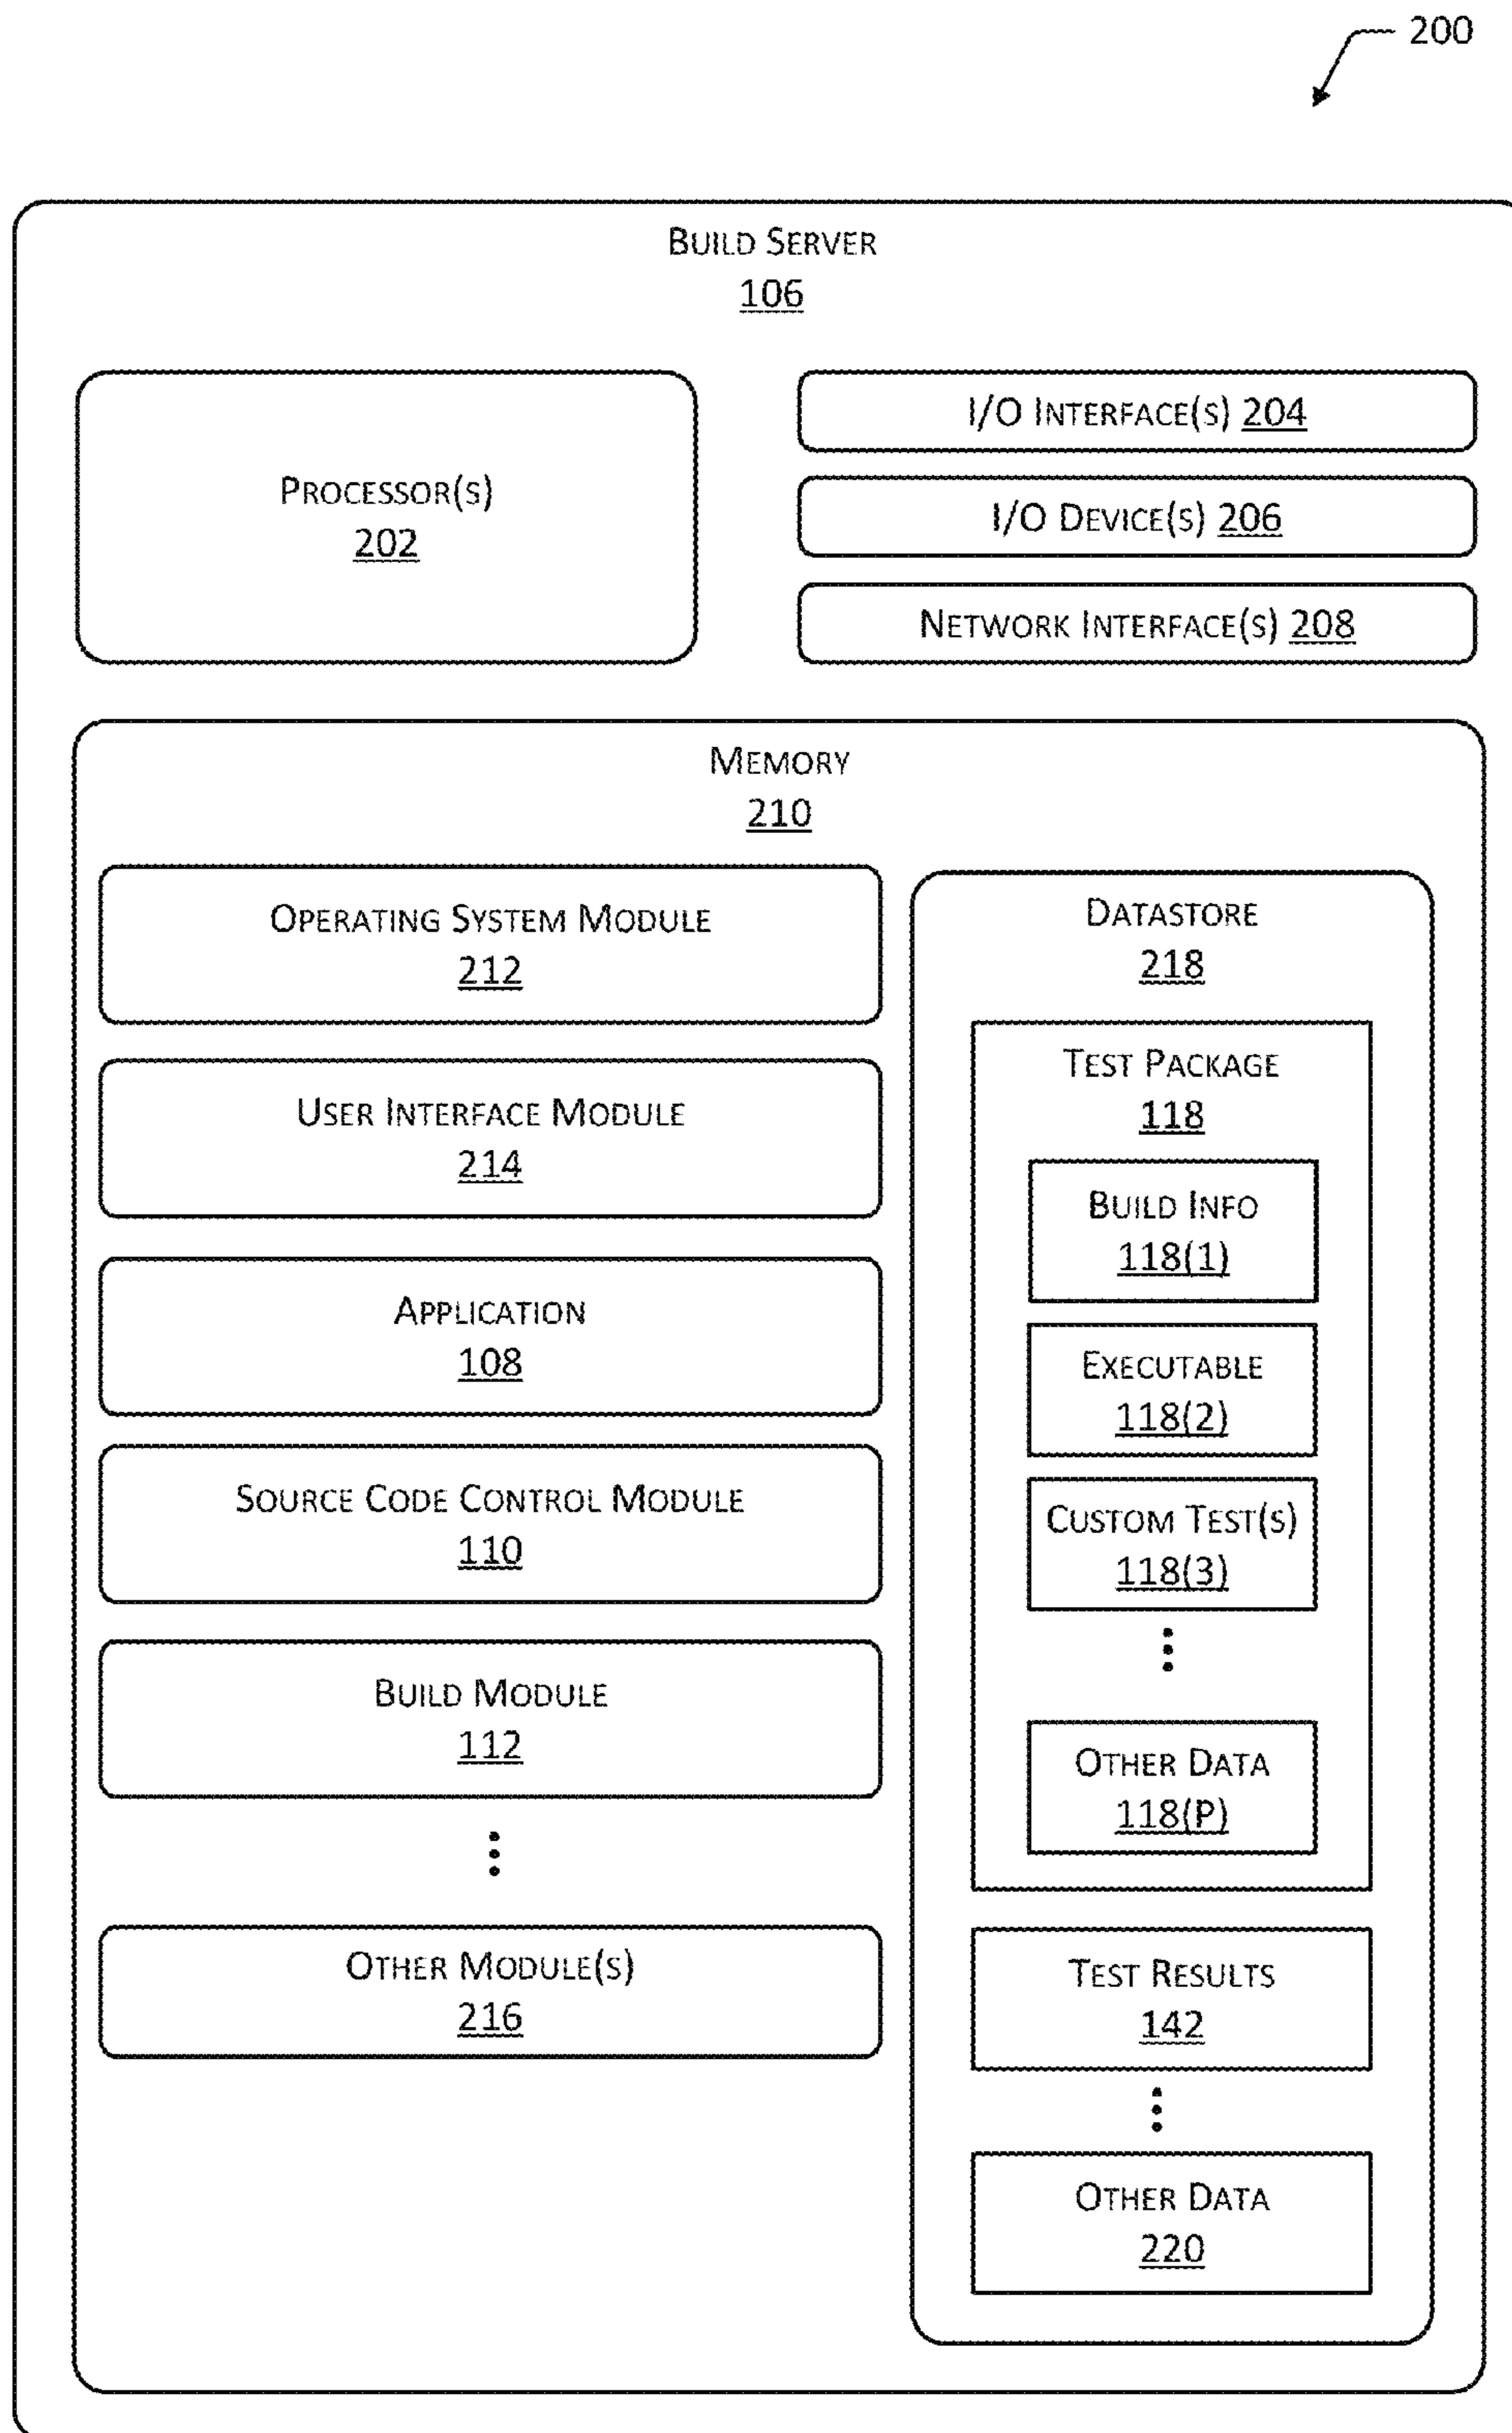 200
BUILD SERVER
106
PROCESSOR(S)
202
I/O INTERFACE(S) 204
I/O DEVICE(S) 206
NETWORK INTERFACE(S) 208
MEMORY
210
OPERATING SYSTEM MODULE
212
USER INTERFACE MODULE
214
APPLICATION
108
SOURCE CODE CONTROL MODULE
110
BUILD MODULE
112
OTHER MODULE(S)
216
DATASTORE
218
TEST PACKAGE
118
BUILD INFO
118(1)
EXECUTABLE
118(2)
CUSTOM TEST(S)
118(3)
OTHER DATA
118(P)
TEST RESULTS
142
OTHER DATA
220